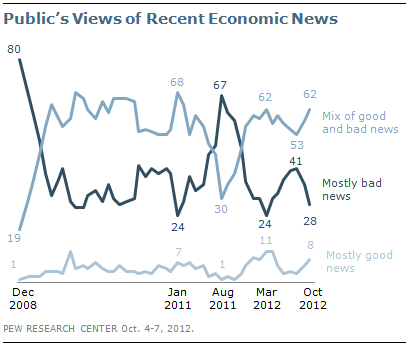 Public's Views of Recent Economic News
80
68
67
62
62
Mix of good
and bad news
53
41
Mostly bad
news
30
19
24
24
28
Mostly good
news
1
7
1
11
8
Dec
2008
Jan
2011
Aug
2011
Mar
2012
Oct
2012
PEW RESEARCH CENTER Oct. 4-7, 2012.